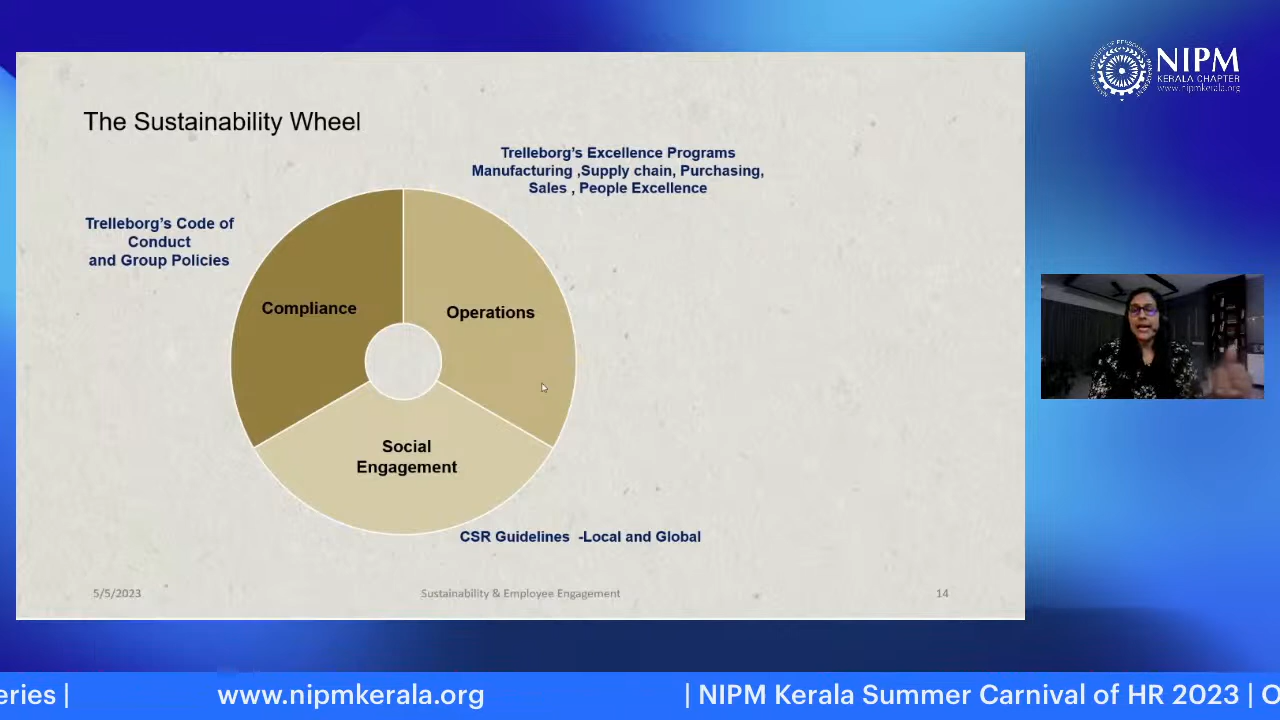 The Sustainability Wheel
Trelleborg's Excellence Programs
Manufacturing ,Supply chain, Purchasing,
Sales , People Excellence
Trelleborg's Code of
Conduct
and Group Policies
Compliance
Operations
Social
Engagement
CSR Guidelines -Local and Global
5/5/2023
Sustainability & Employee Engagement
14
NIPM
KERALA CHAPTER
www.nipmkerala.org
eries |
www.nipmkerala.org
| NIPM Kerala Summer Carnival of HR 2023 | O